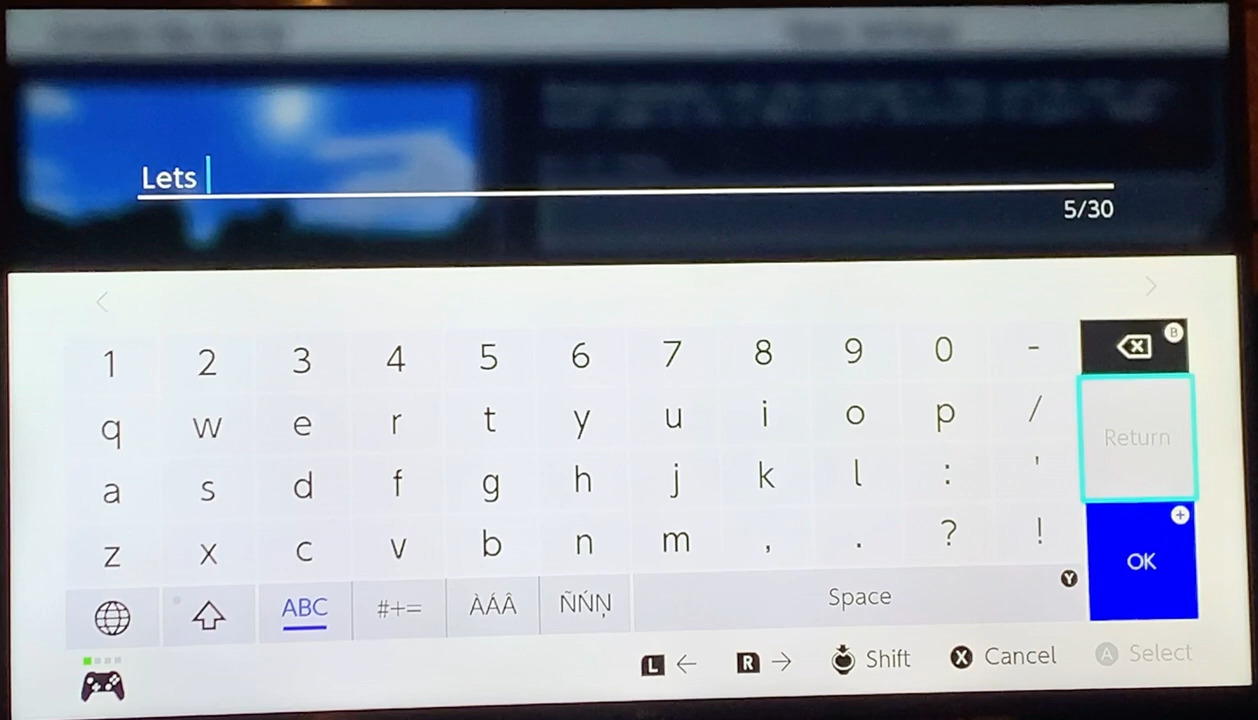 Lets
5/30
1 2 3 4 5 6 7 8 9 0 - B
q w e r t y u i o p / Return
a s d f g h j k l : '
z x c v b n m , . ? ! + OK
ABC #+= ÀÁÂ ÑŃŅ Space Y
L ← R → Shift X Cancel A Select